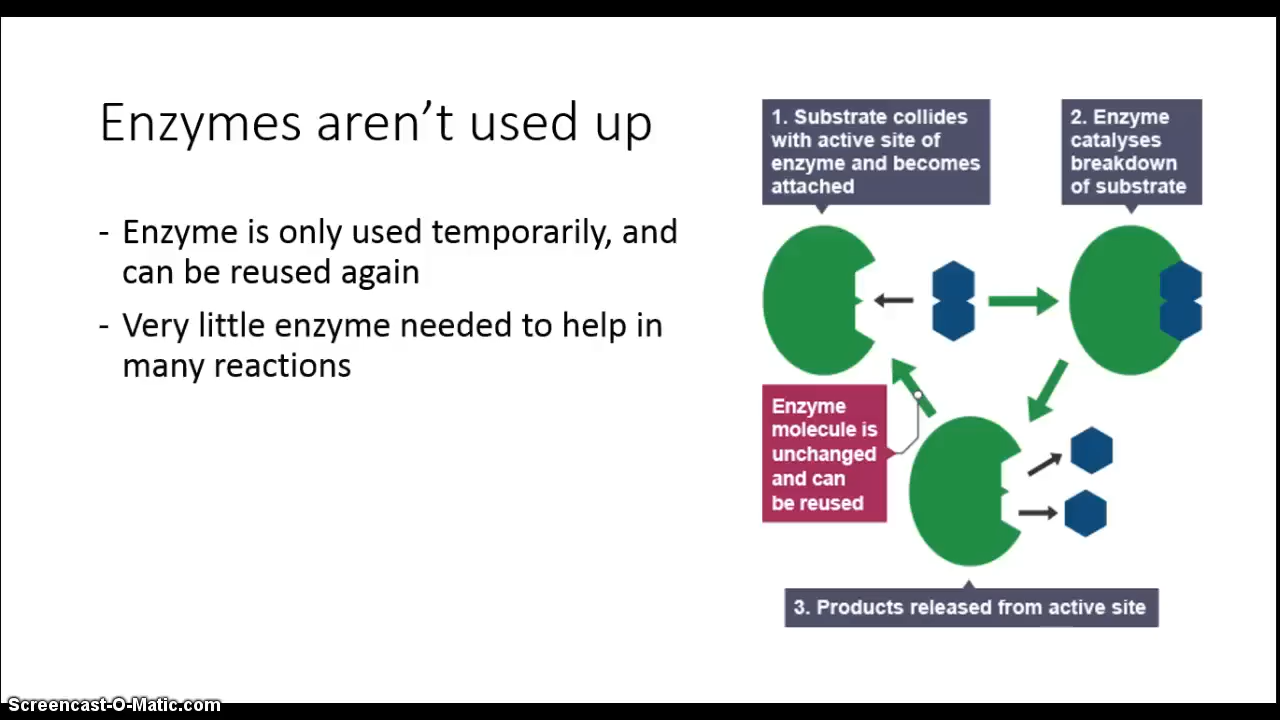 Enzymes aren't used up
- Enzyme is only used temporarily, and
can be reused again
- Very little enzyme needed to help in
many reactions
1. Substrate collides
with active site of
enzyme and becomes
attached
2. Enzyme
catalyses
breakdown
of substrate
Enzyme
molecule is
unchanged
and can
be reused
3. Products released from active site
Screencast-O-Matic.com